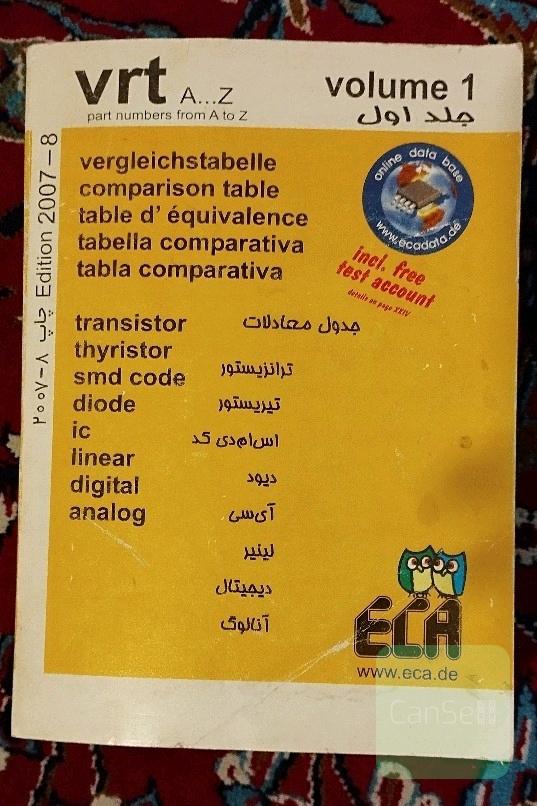 vrt A...Z
part numbers from A to Z
volume 1
جلد اول
چاپ ۸-۲۰۰۷ Edition 2007-8
vergleichstabelle
comparison table
table d' équivalence
tabella comparativa
tabla comparativa
online data base
www.ecadata.de
incl. free
test account
details on page XXIV
transistor
thyristor
smd code
diode
ic
linear
digital
analog
جدول معادلات
ترانزیستور
تیریستور
اس‌ام‌دی کد
دیود
آی‌سی
لینیر
دیجیتال
آنالوگ
ECA
www.eca.de
CanSell